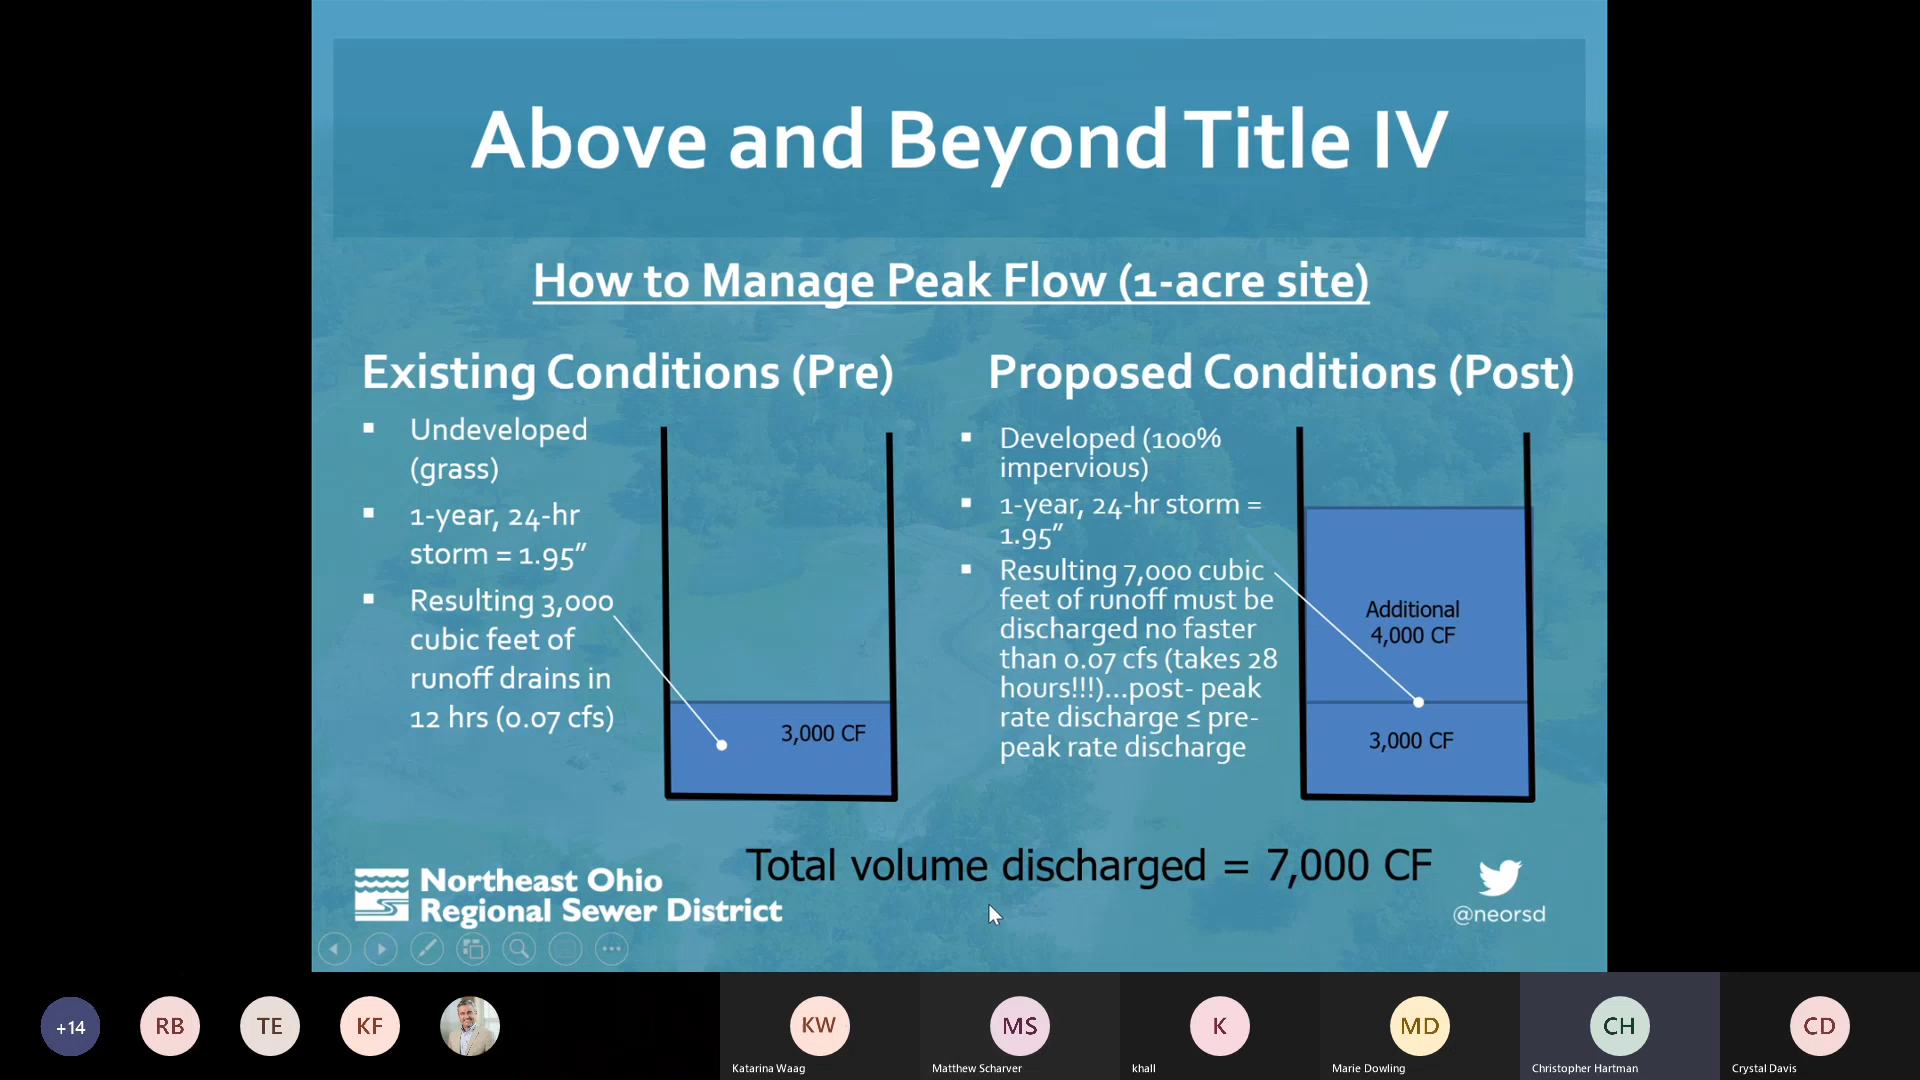 Above and Beyond Title IV
How to Manage Peak Flow (1-acre site)
Existing Conditions (Pre)
▪ Undeveloped
(grass)
▪ 1-year, 24-hr
storm = 1.95”
▪ Resulting 3,000
cubic feet of
runoff drains in
12 hrs (0.07 cfs)
3,000 CF
Proposed Conditions (Post)
▪ Developed (100%
impervious)
▪ 1-year, 24-hr storm =
1.95”
▪ Resulting 7,000 cubic
feet of runoff must be
discharged no faster
than 0.07 cfs (takes 28
hours!!!)...post- peak
rate discharge ≤ pre-
peak rate discharge
Additional
4,000 CF
3,000 CF
Total volume discharged = 7,000 CF
Northeast Ohio
Regional Sewer District
@neorsd
+14
RB
TE
KF
KW
Katarina Waag
MS
Matthew Scharver
K
khall
MD
Marie Dowling
CH
Christopher Hartman
CD
Crystal Davis